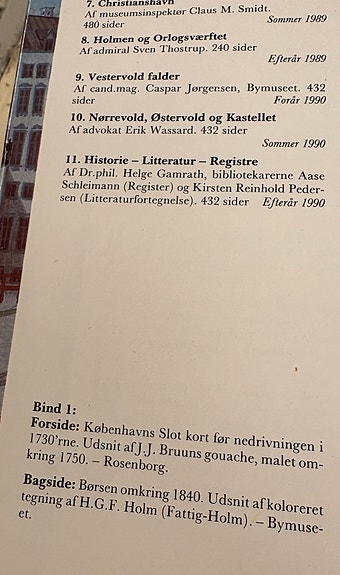 7. Christianshavn
Af museumsinspektør Claus M. Smidt.
480 sider Sommer 1989
8. Holmen og Orlogsværftet
Af admiral Sven Thostrup. 240 sider
Efterår 1989
9. Vestervold falder
Af cand.mag. Caspar Jørgensen, Bymuseet. 432
sider Forår 1990
10. Nørrevold, Østervold og Kastellet
Af advokat Erik Wassard. 432 sider
Sommer 1990
11. Historie – Litteratur – Registre
Af Dr.phil. Helge Gamrath, bibliotekarerne Aase
Schleimann (Register) og Kirsten Reinhold Peder-
sen (Litteraturfortegnelse). 432 sider Efterår 1990
Bind 1:
Forside: Københavns Slot kort før nedrivningen i
1730'rne. Udsnit af J.J. Bruuns gouache, malet om-
kring 1750. – Rosenborg.
Bagside: Børsen omkring 1840. Udsnit af koloreret
tegning af H.G.F. Holm (Fattig-Holm). – Bymuse-
et.